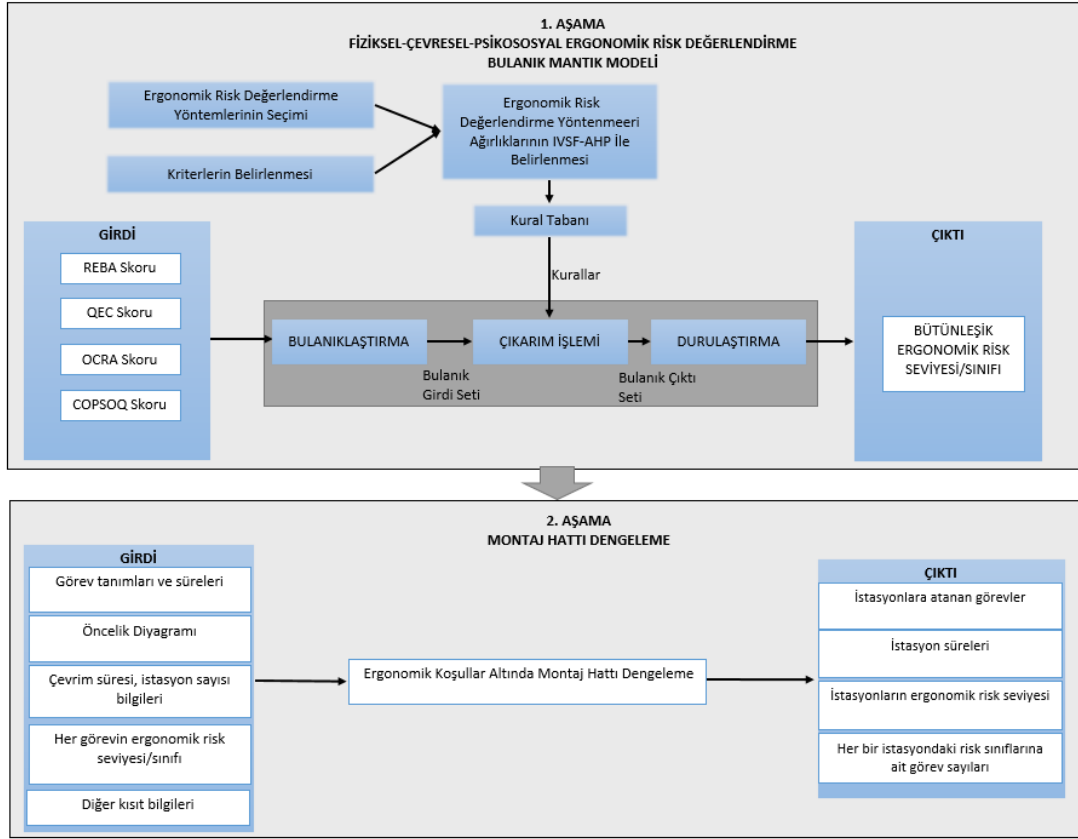 1. AŞAMA
FİZİKSEL-ÇEVRESEL-PSİKOSOSYAL ERGONOMİK RİSK DEĞERLENDİRME
BULANIK MANTIK MODELİ
Ergonomik Risk Değerlendirme
Yöntemlerinin Seçimi
Kriterlerin Belirlenmesi
Ergonomik Risk
Değerlendirme Yöntenmeeri
Ağırlıklarının IVSF-AHP İle
Belirlenmesi
Kural Tabanı
Kurallar
GİRDİ
REBA Skoru
QEC Skoru
OCRA Skoru
COPSOQ Skoru
BULANIKLAŞTIRMA
Bulanık
Girdi Seti
ÇIKARIM İŞLEMİ
Bulanık Çıktı
Seti
DURULAŞTIRMA
ÇIKTI
BÜTÜNLEŞİK
ERGONOMİK RİSK
SEVİYESİ/SINIFI
2. AŞAMA
MONTAJ HATTI DENGELEME
GİRDİ
Görev tanımları ve süreleri
Öncelik Diyagramı
Çevrim süresi, istasyon sayısı
bilgileri
Her görevin ergonomik risk
seviyesi/sınıfı
Diğer kısıt bilgileri
Ergonomik Koşullar Altında Montaj Hattı Dengeleme
ÇIKTI
İstasyonlara atanan görevler
İstasyon süreleri
İstasyonların ergonomik risk seviyesi
Her bir istasyondaki risk sınıflarına
ait görev sayıları